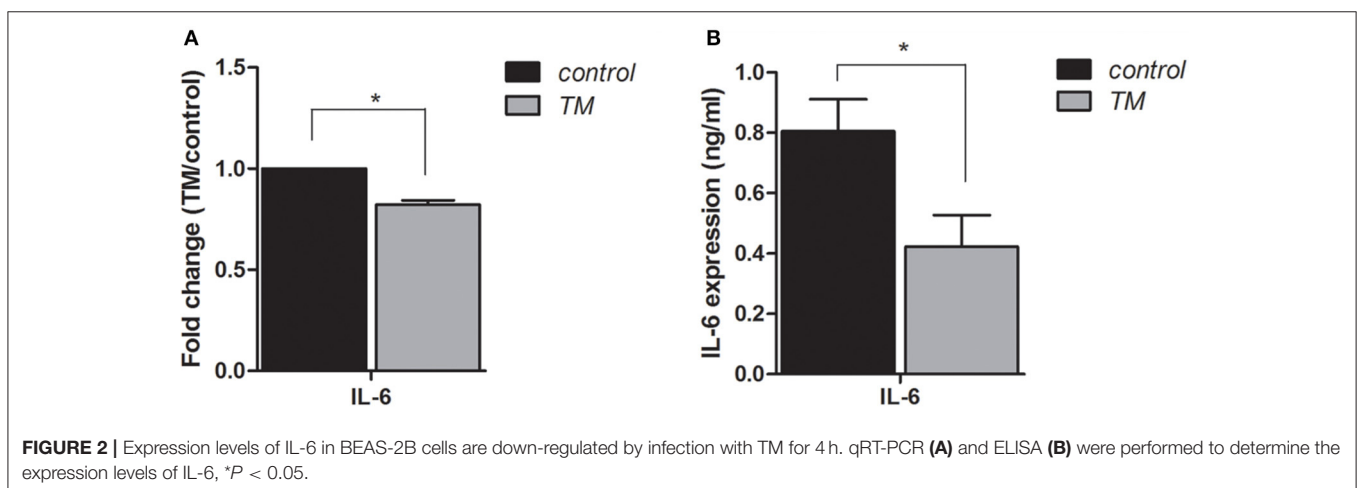 A
Fold change (TM/control)
1.5
1.0
0.5
0.0
*
IL-6
control
TM
B
IL-6 expression (ng/ml)
1.0
0.8
0.6
0.4
0.2
0.0
*
IL-6
control
TM
FIGURE 2 | Expression levels of IL-6 in BEAS-2B cells are down-regulated by infection with TM for 4 h. qRT-PCR (A) and ELISA (B) were performed to determine the
expression levels of IL-6, *P < 0.05.